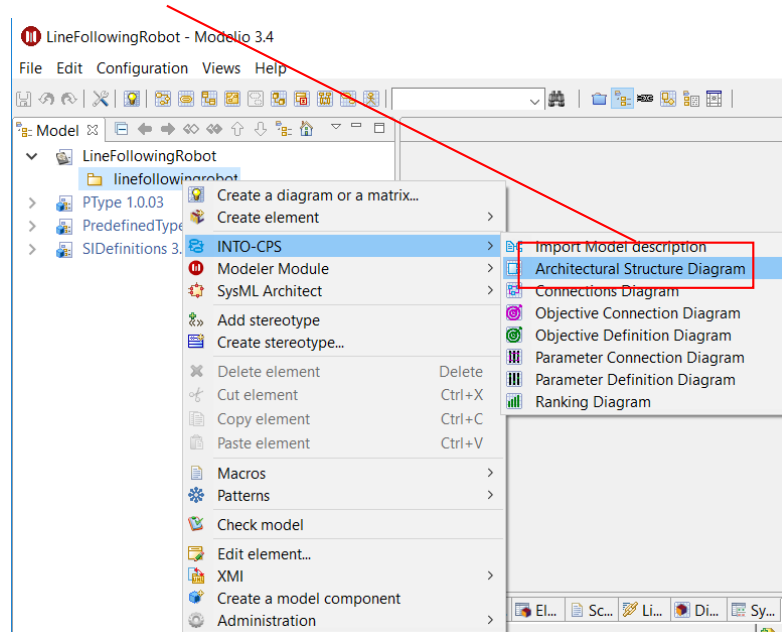 LineFollowingRobot - Modelio 3.4
File Edit Configuration Views Help
Model
LineFollowingRobot
linefollowingrobot
PType 1.0.03
PredefinedType
SIDefinitions 3.
Create a diagram or a matrix...
Create element
INTO-CPS
Modeler Module
SysML Architect
Add stereotype
Create stereotype...
Delete element Delete
Cut element Ctrl+X
Copy element Ctrl+C
Paste element Ctrl+V
Macros
Patterns
Check model
Edit element...
XMI
Create a model component
Administration
Import Model description
Architectural Structure Diagram
Connections Diagram
Objective Connection Diagram
Objective Definition Diagram
Parameter Connection Diagram
Parameter Definition Diagram
Ranking Diagram
El... Sc... Li... Di... Sy...